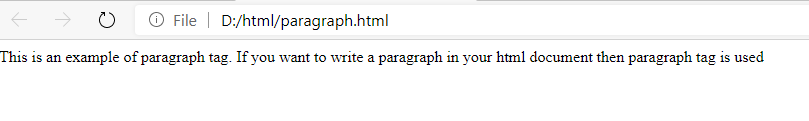 File D:/html/paragraph.html
This is an example of paragraph tag. If you want to write a paragraph in your html document then paragraph tag is used